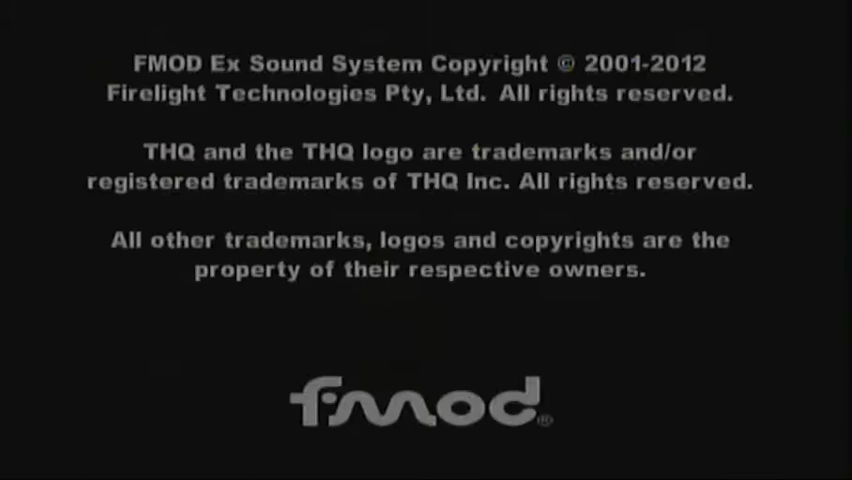 FMOD Ex Sound System Copyright © 2001-2012
Firelight Technologies Pty, Ltd. All rights reserved.
THQ and the THQ logo are trademarks and/or
registered trademarks of THQ Inc. All rights reserved.
All other trademarks, logos and copyrights are the
property of their respective owners.
fmod®